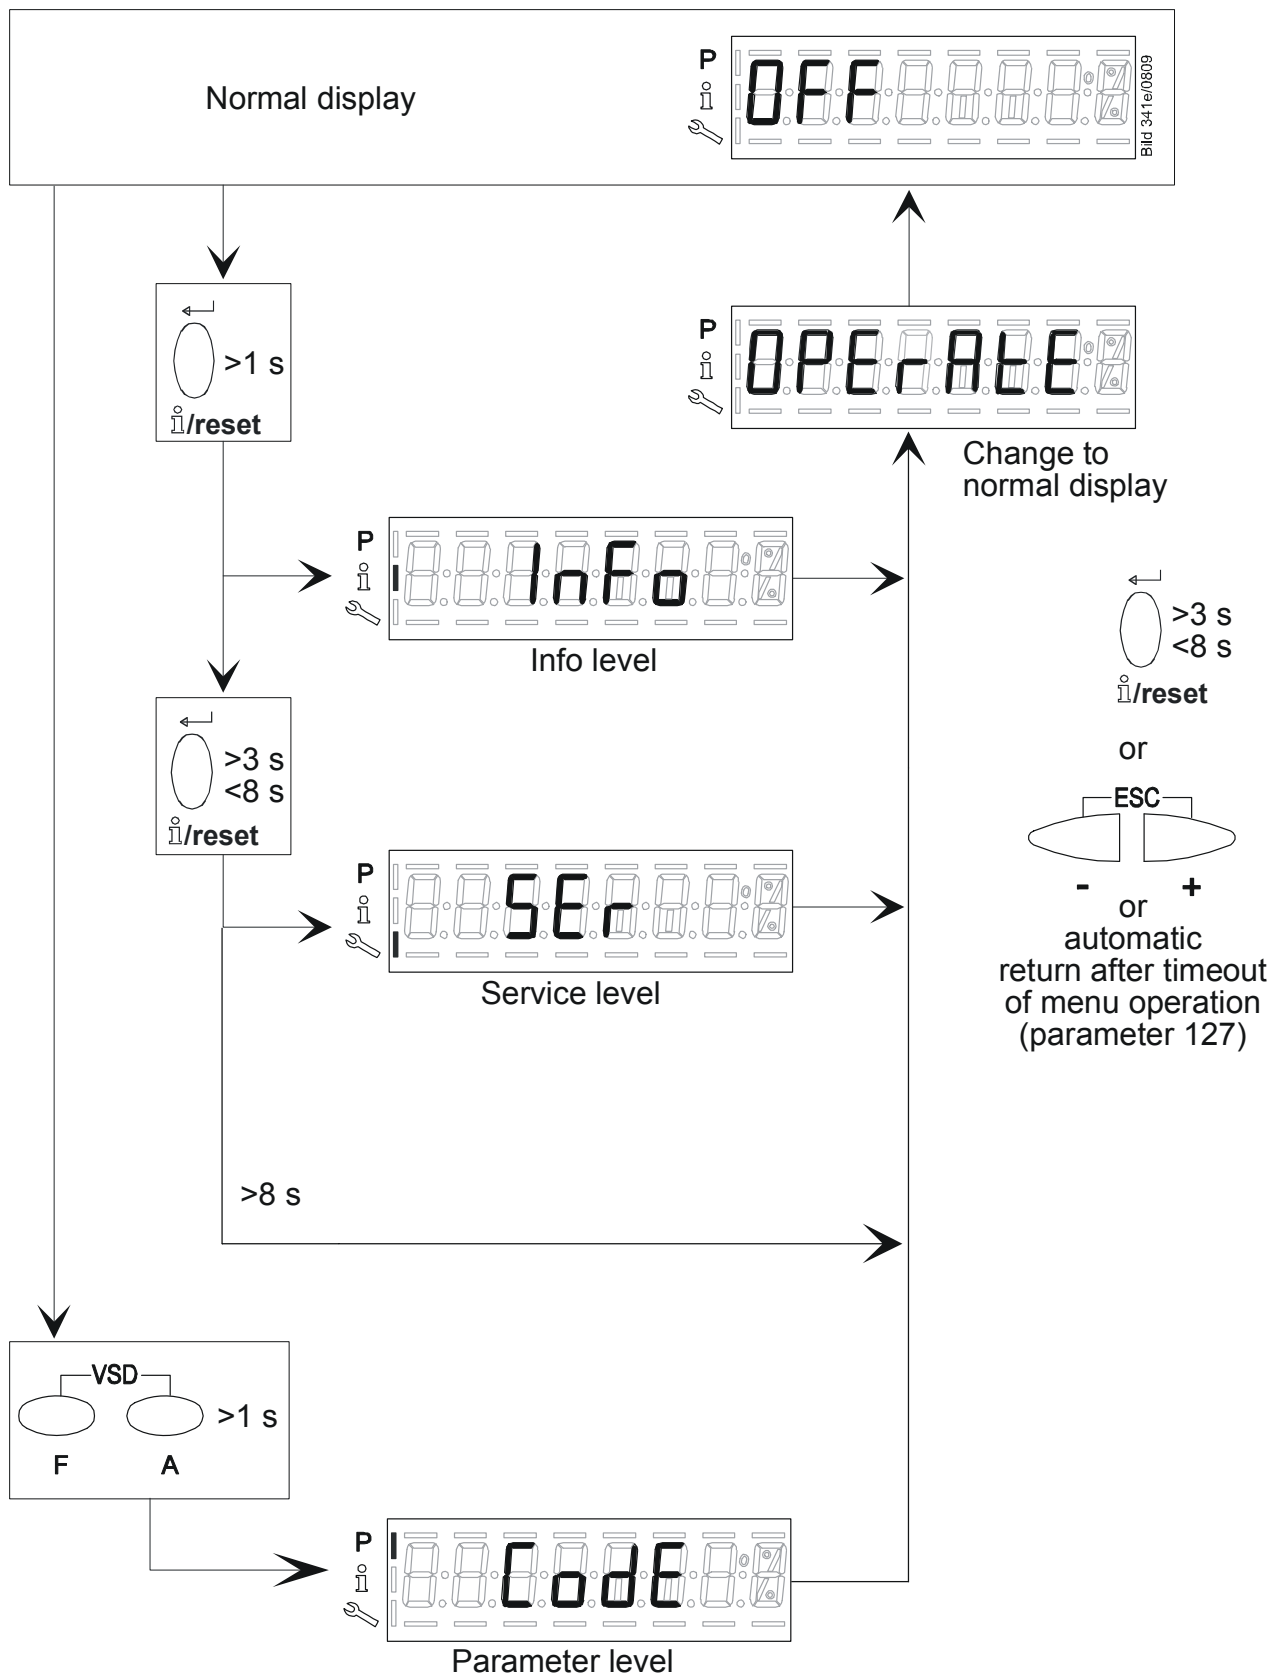 Normal display
P
i
OFF
Bild 341e/0809
>1 s
i/reset
P
i
OPErAtE
Change to
normal display
P
i
InFo
Info level
>3 s
<8 s
i/reset
>3 s
<8 s
i/reset
or
ESC
- +
or
automatic
return after timeout
of menu operation
(parameter 127)
P
i
SEr
Service level
>8 s
VSD
>1 s
F A
P
i
CodE
Parameter level